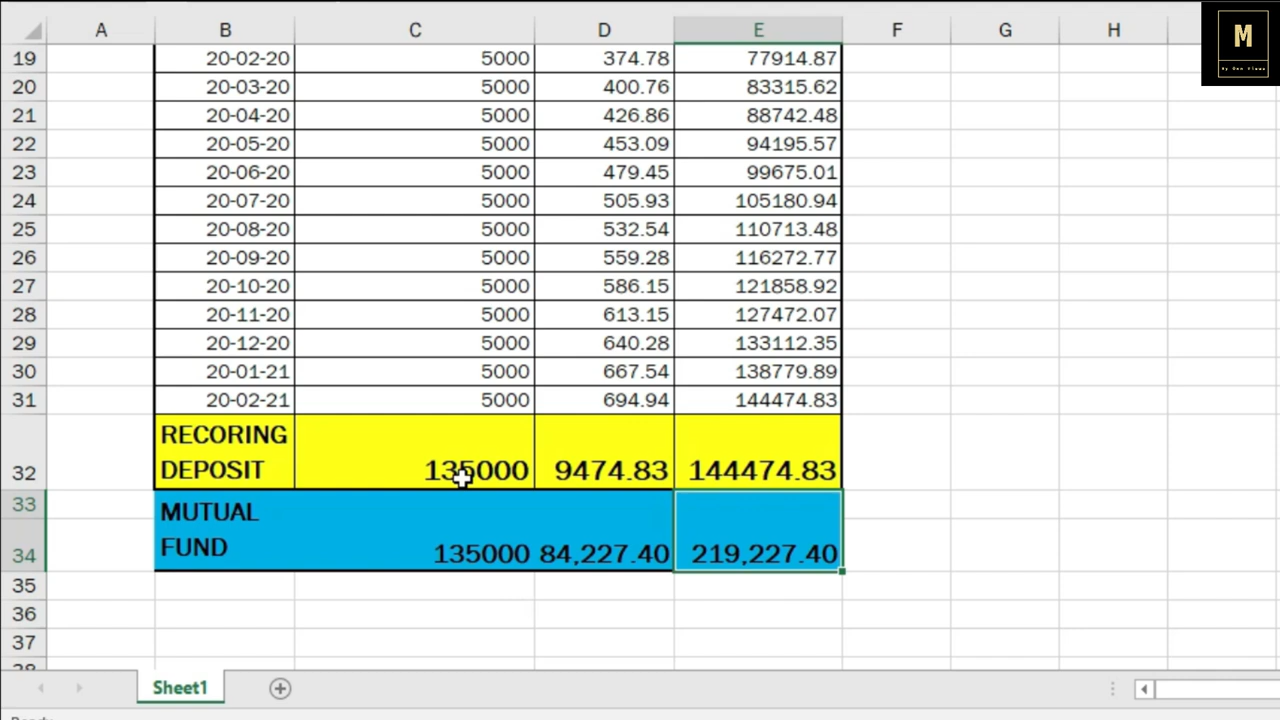 A B C D E F G H
M
19 20-02-20 5000 374.78 77914.87
20 20-03-20 5000 400.76 83315.62
21 20-04-20 5000 426.86 88742.48
22 20-05-20 5000 453.09 94195.57
23 20-06-20 5000 479.45 99675.01
24 20-07-20 5000 505.93 105180.94
25 20-08-20 5000 532.54 110713.48
26 20-09-20 5000 559.28 116272.77
27 20-10-20 5000 586.15 121858.92
28 20-11-20 5000 613.15 127472.07
29 20-12-20 5000 640.28 133112.35
30 20-01-21 5000 667.54 138779.89
31 20-02-21 5000 694.94 144474.83
RECORING
32 DEPOSIT 135000 9474.83 144474.83
33 MUTUAL
34 FUND 135000 84,227.40 219,227.40
35
36
37
38
Sheet1
Ready